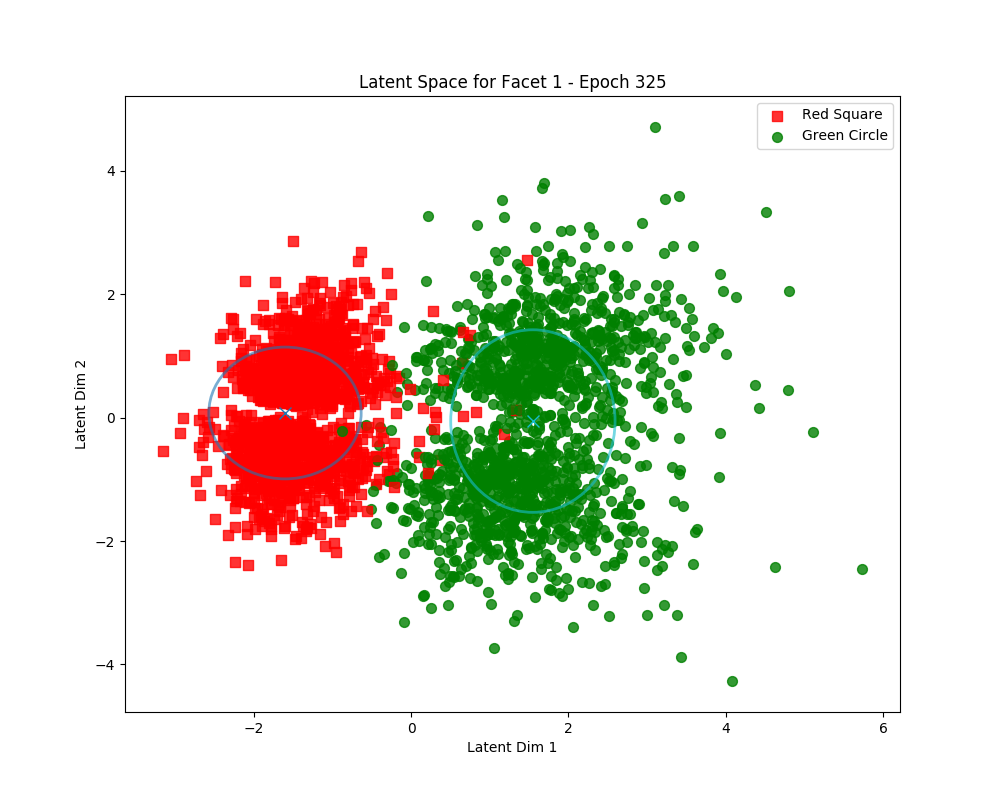 Latent Space for Facet 1 - Epoch 325
Red Square
Green Circle
4
2
0
−2
−4
Latent Dim 2
−2
0
2
4
6
Latent Dim 1